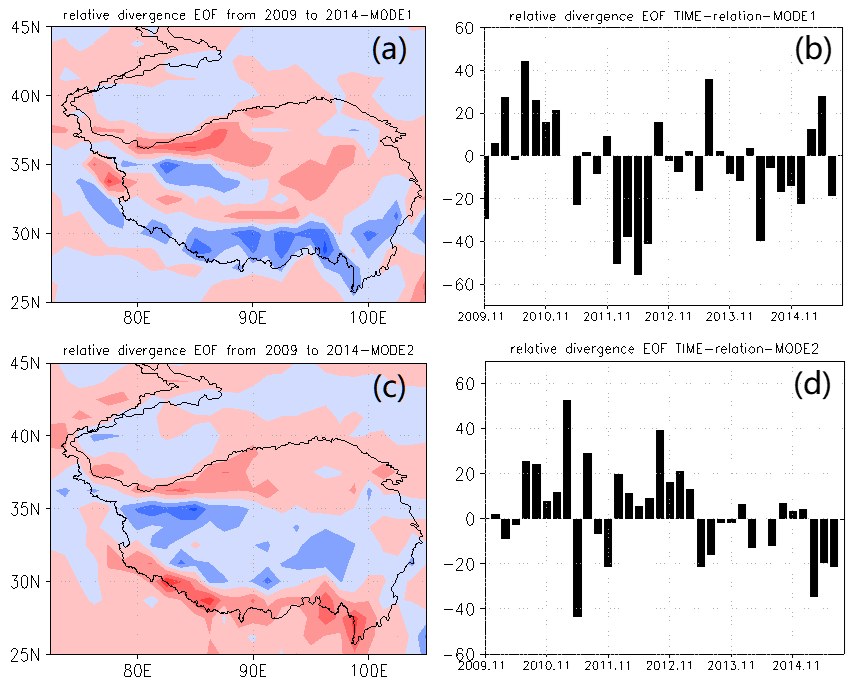 relative divergence EOF from 2009 to 2014-MODE1
(a)
45N
40N
35N
30N
25N
80E 90E 100E
relative divergence EOF TIME-relation-MODE1
(b)
60
40
20
0
-20
-40
-60
2009.11 2010.11 2011.11 2012.11 2013.11 2014.11
relative divergence EOF from 2009 to 2014-MODE2
(c)
45N
40N
35N
30N
25N
80E 90E 100E
relative divergence EOF TIME-relation-MODE2
(d)
60
40
20
0
-20
-40
-60
2009.11 2010.11 2011.11 2012.11 2013.11 2014.11